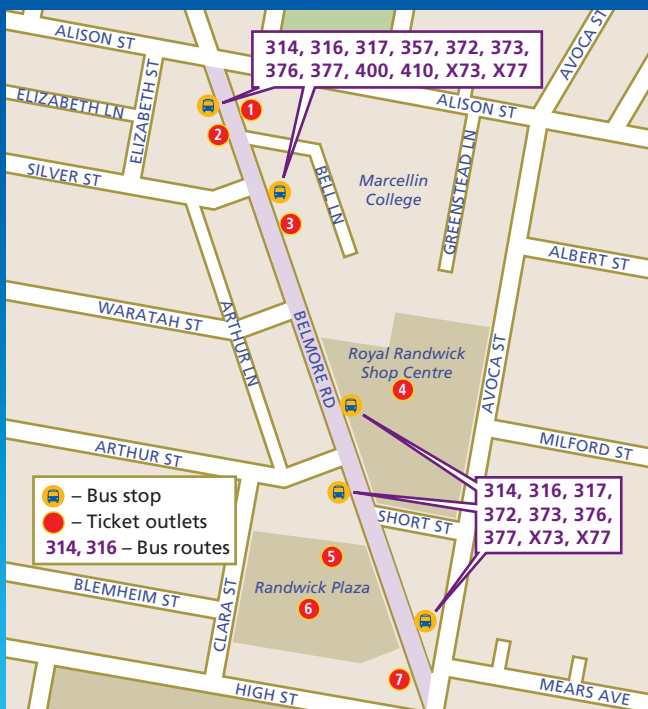 ALISON ST
314, 316, 317, 357, 372, 373,
376, 377, 400, 410, X73, X77
AVOCA ST
ELIZABETH LN
ELIZABETH ST
1
2
ALISON ST
SILVER ST
BELL LN
Marcellin
College
GREENSTEAD LN
3
ALBERT ST
WARATAH ST
ARTHUR LN
BELMORE RD
Royal Randwick
Shop Centre
4
AVOCA ST
ARTHUR ST
MILFORD ST
– Bus stop
– Ticket outlets
314, 316 – Bus routes
314, 316, 317,
372, 373, 376,
377, X73, X77
SHORT ST
5
Randwick Plaza
6
BLEMHEIM ST
CLARA ST
7
HIGH ST
MEARS AVE